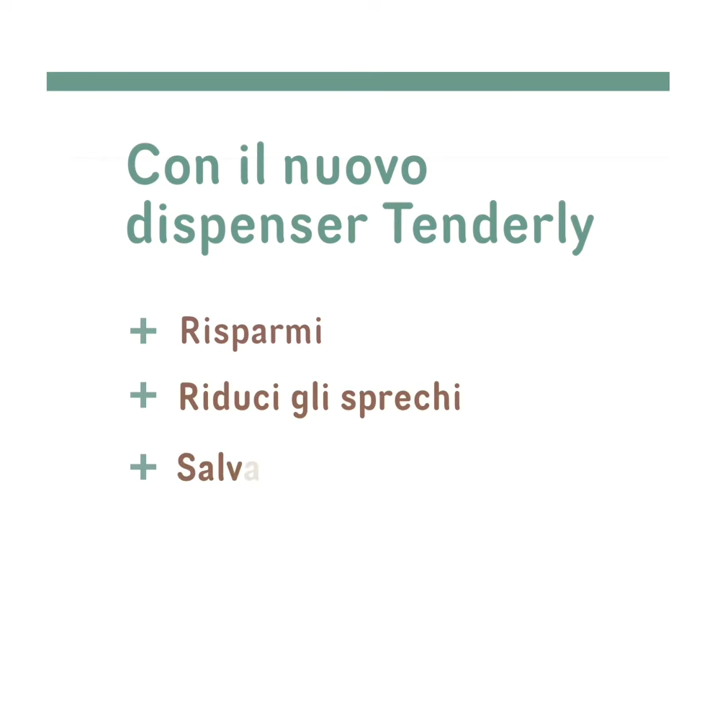 Con il nuovo
dispenser Tenderly
+ Risparmi
+ Riduci gli sprechi
+ Salva